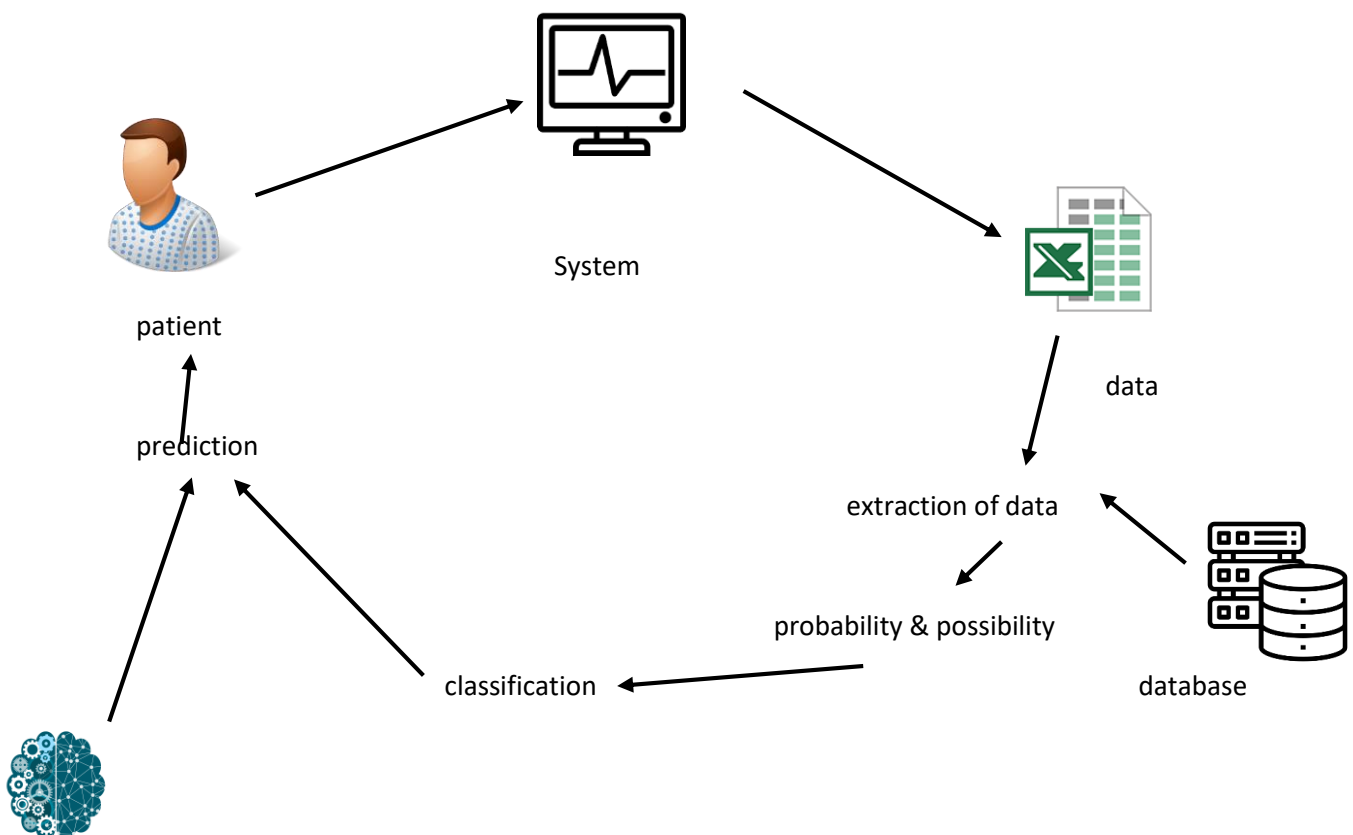 System
patient
data
prediction
extraction of data
probability & possibility
classification
database